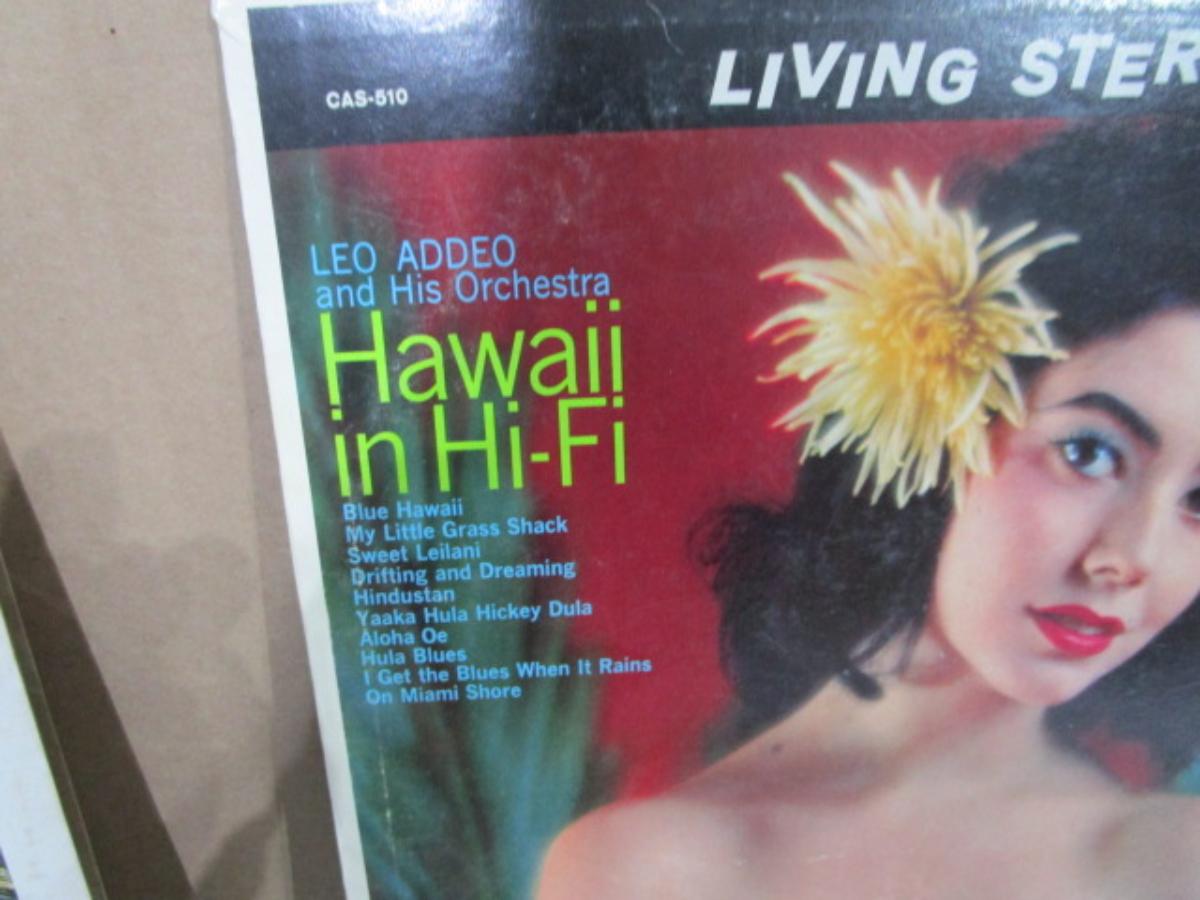 CAS-510
LIVING STER
LEO ADDEO
and His Orchestra
Hawaii
in Hi-Fi
Blue Hawaii
My Little Grass Shack
Sweet Leilani
Drifting and Dreaming
Hindustan
Yaaka Hula Hickey Dula
Aloha Oe
Hula Blues
I Get the Blues When It Rains
On Miami Shore